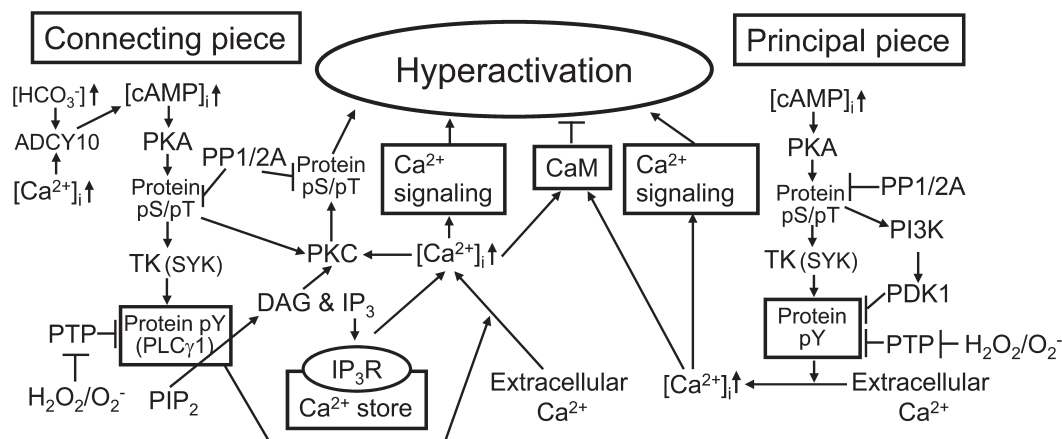 Connecting piece
Hyperactivation
Principal piece
[HCO₃⁻]
[cAMP]ᵢ
ADCY10
PKA
[Ca²⁺]ᵢ
Protein
pS/pT
PP1/2A
Protein
pS/pT
Ca²⁺
signaling
CaM
Ca²⁺
signaling
[cAMP]ᵢ
PKA
Protein
pS/pT
PP1/2A
PI3K
TK (SYK)
PKC
[Ca²⁺]ᵢ
TK (SYK)
PDK1
DAG & IP₃
PTP
Protein pY
(PLCγ1)
Protein
pY
PTP
H₂O₂/O₂⁻
H₂O₂/O₂⁻
PIP₂
IP₃R
Ca²⁺ store
Extracellular
Ca²⁺
[Ca²⁺]ᵢ
Extracellular
Ca²⁺